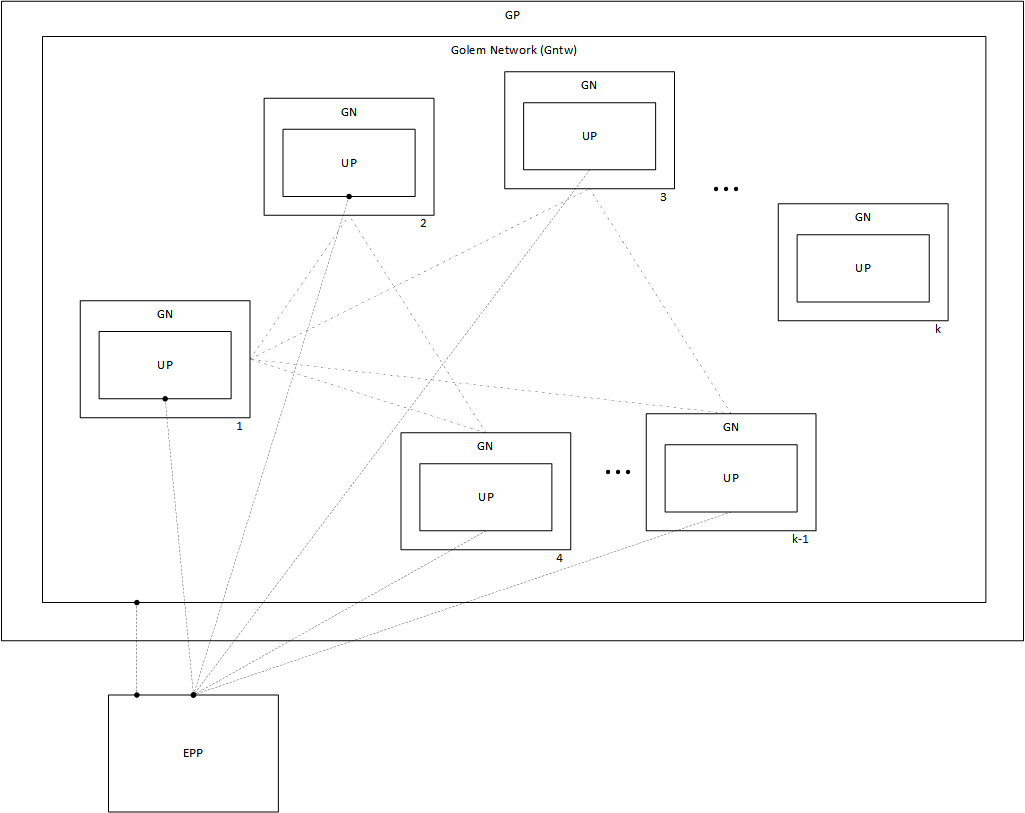 GP
Golem Network (Gntw)
GN
UP
2
GN
UP
3
•••
GN
UP
k
GN
UP
1
GN
UP
4
•••
GN
UP
k-1
EPP